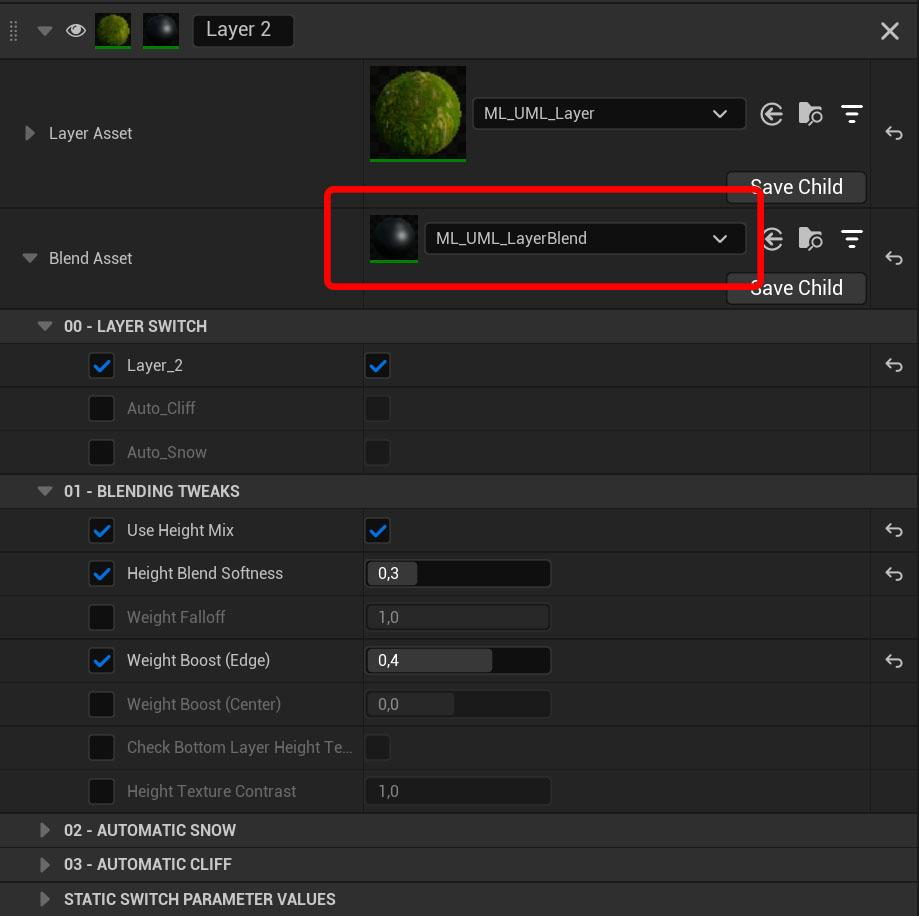 Layer 2
Layer Asset
ML_UML_Layer
Save Child
Blend Asset
ML_UML_LayerBlend
Save Child
00 - LAYER SWITCH
Layer_2
Auto_Cliff
Auto_Snow
01 - BLENDING TWEAKS
Use Height Mix
Height Blend Softness
0,3
Weight Falloff
1,0
Weight Boost (Edge)
0,4
Weight Boost (Center)
0,0
Check Bottom Layer Height Te...
Height Texture Contrast
1,0
02 - AUTOMATIC SNOW
03 - AUTOMATIC CLIFF
STATIC SWITCH PARAMETER VALUES